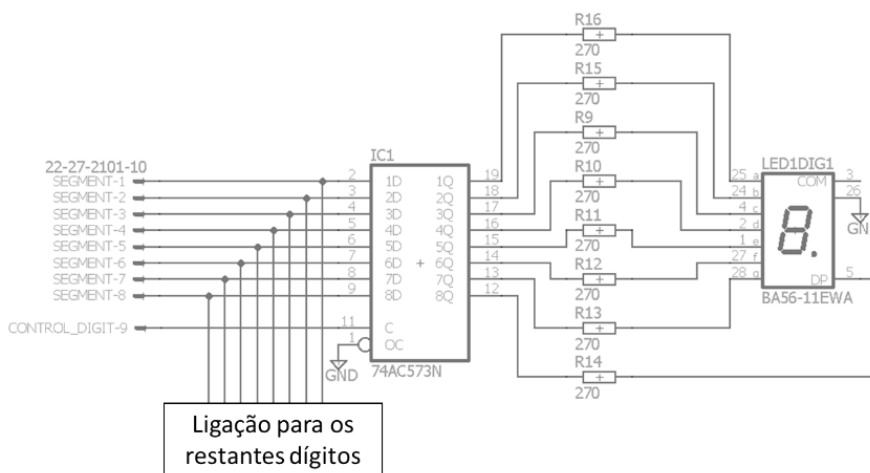 22-27-2101-10
SEGMENT-1
SEGMENT-2
SEGMENT-3
SEGMENT-4
SEGMENT-5
SEGMENT-6
SEGMENT-7
SEGMENT-8
CONTROL_DIGIT-9
GND
IC1
2 1D 1Q 19
3 2D 2Q 18
4 3D 3Q 17
5 4D 4Q 16
6 5D 5Q 15
7 6D 6Q 14
8 7D 7Q 13
9 8D 8Q 12
11 C
1 OC
74AC573N
R16
270
R15
270
R9
270
R10
270
R11
270
R12
270
R13
270
R14
270
LED1DIG1
25 a COM 3
24 b 26
4 c
2 d
1 e
27 f
28 g DP 5
8.
BA56-11EWA
GN
Ligação para os
restantes dígitos